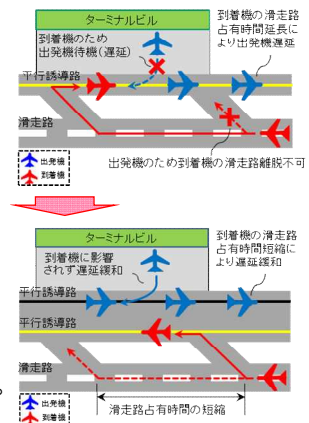 ターミナルビル
到着機の滑走路
占有時間延長に
より出発機遅延
到着機のため
出発機待機(遅延)
平行誘導路
滑走路
出発機のため到着機の滑走路離脱不可
出発機
到着機
ターミナルビル
到着機の滑走路
占有時間短縮に
より遅延緩和
到着機に影響
されず遅延緩和
平行誘導路
平行誘導路
滑走路
出発機
到着機
滑走路占有時間の短縮